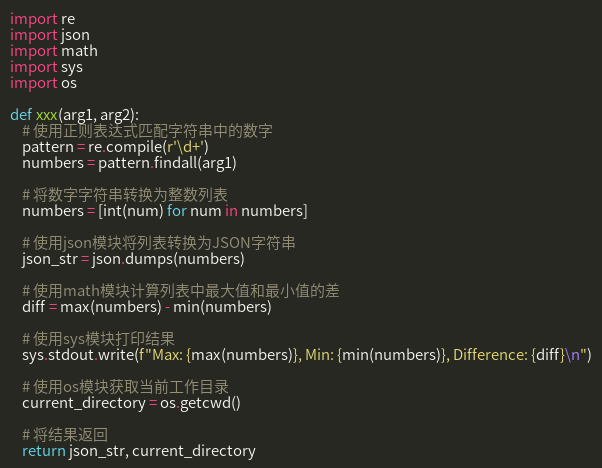 import re
import json
import math
import sys
import os

def xxx(arg1, arg2):
    # 使用正则表达式匹配字符串中的数字
    pattern = re.compile(r'\d+')
    numbers = pattern.findall(arg1)

    # 将数字字符串转换为整数列表
    numbers = [int(num) for num in numbers]

    # 使用json模块将列表转换为JSON字符串
    json_str = json.dumps(numbers)

    # 使用math模块计算列表中最大值和最小值的差
    diff = max(numbers) - min(numbers)

    # 使用sys模块打印结果
    sys.stdout.write(f"Max: {max(numbers)}, Min: {min(numbers)}, Difference: {diff}\n")

    # 使用os模块获取当前工作目录
    current_directory = os.getcwd()

    # 将结果返回
    return json_str, current_directory